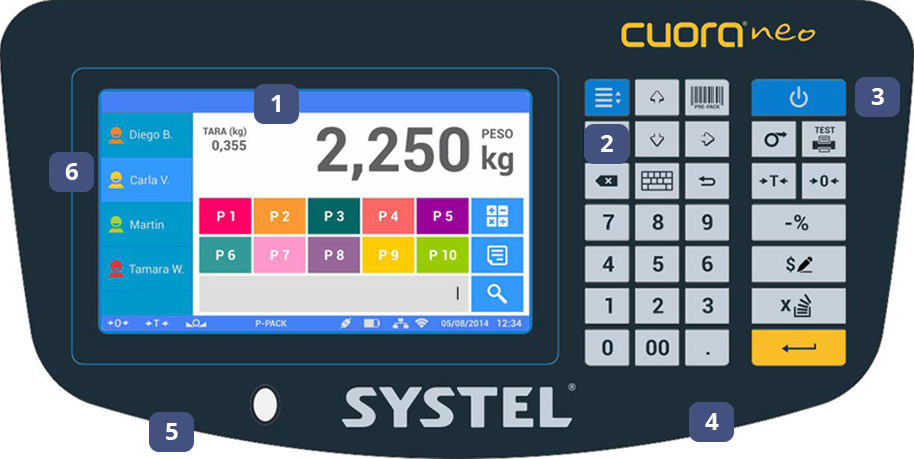 cuora® neo
1
3
TARA (kg)
0,355
2,250
PESO
kg
Diego B.
Carla V.
Martin
Tamara W.
6
P 1
P 2
P 3
P 4
P 5
P 6
P 7
P 8
P 9
P 10
→0←
→T←
P-PACK
05/08/2014
12:34
PRE-PACK
2
TEST
→T←
→0←
7
8
9
-%
4
5
6
$
1
2
3
X
0
00
.
SYSTEL®
5
4